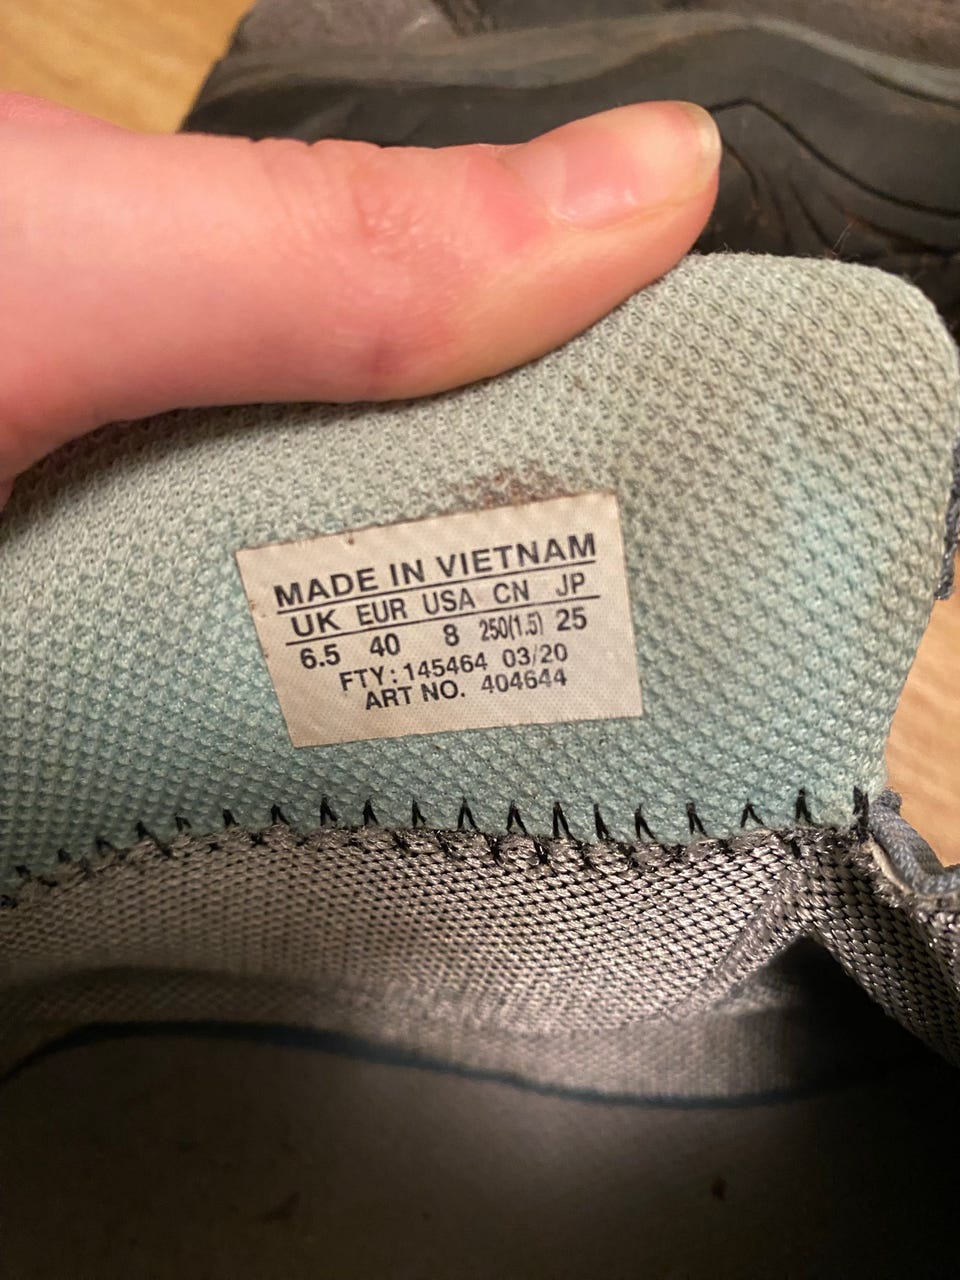 MADE IN VIETNAM
UK EUR USA CN JP
6.5 40 8 250(1.5) 25
FTY: 145464 03/20
ART NO. 404644